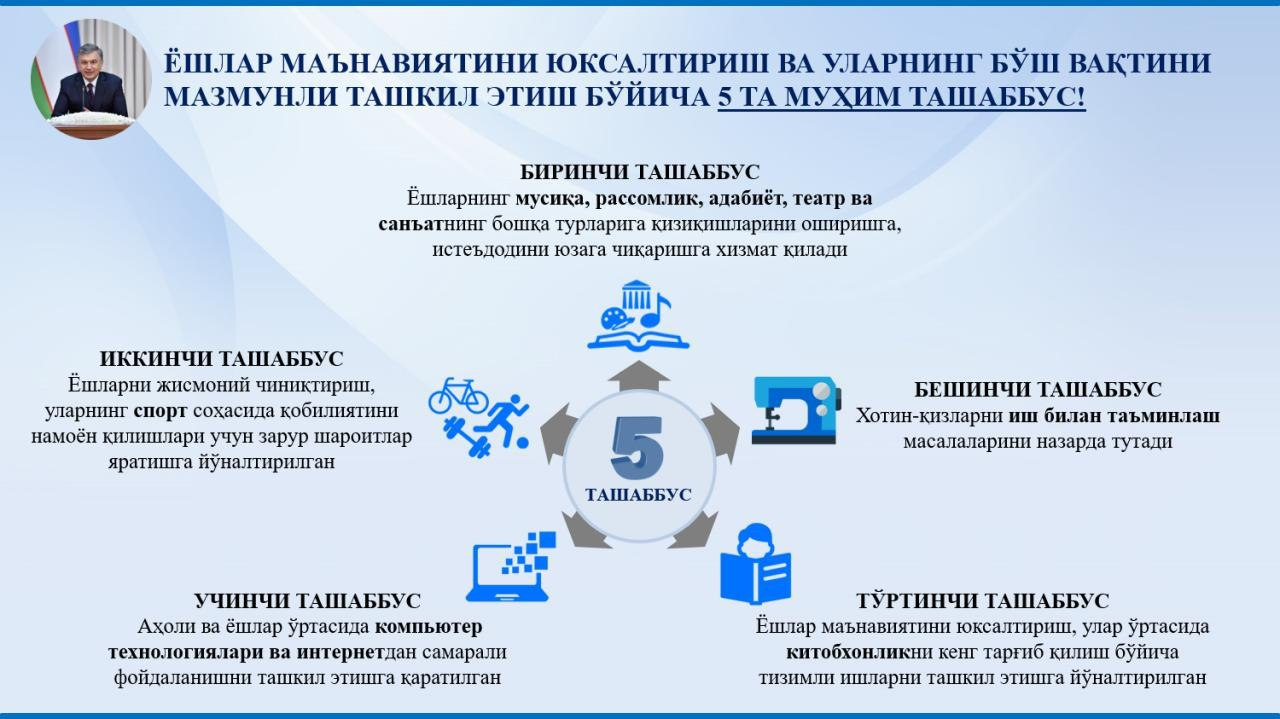 ЁШЛАР МАЪНАВИЯТИНИ ЮКСАЛТИРИШ ВА УЛАРНИНГ БЎШ ВАҚТИНИ
МАЗМУНЛИ ТАШКИЛ ЭТИШ БЎЙИЧА 5 ТА МУҲИМ ТАШАББУС!
БИРИНЧИ ТАШАББУС
Ёшларнинг мусиқа, рассомлик, адабиёт, театр ва
санъатнинг бошқа турларига қизиқишларини оширишга,
истеъдодини юзага чиқаришга хизмат қилади
ИККИНЧИ ТАШАББУС
Ёшларни жисмоний чиниқтириш,
уларнинг спорт соҳасида қобилиятини
намоён қилишлари учун зарур шароитлар
яратишга йўналтирилган
БЕШИНЧИ ТАШАББУС
Хотин-қизларни иш билан таъминлаш
масалаларини назарда тутади
5
ТАШАББУС
УЧИНЧИ ТАШАББУС
Аҳоли ва ёшлар ўртасида компьютер
технологиялари ва интернетдан самарали
фойдаланишни ташкил этишга қаратилган
ТЎРТИНЧИ ТАШАББУС
Ёшлар маънавиятини юксалтириш, улар ўртасида
китобхонликни кенг тарғиб қилиш бўйича
тизимли ишларни ташкил этишга йўналтирилган